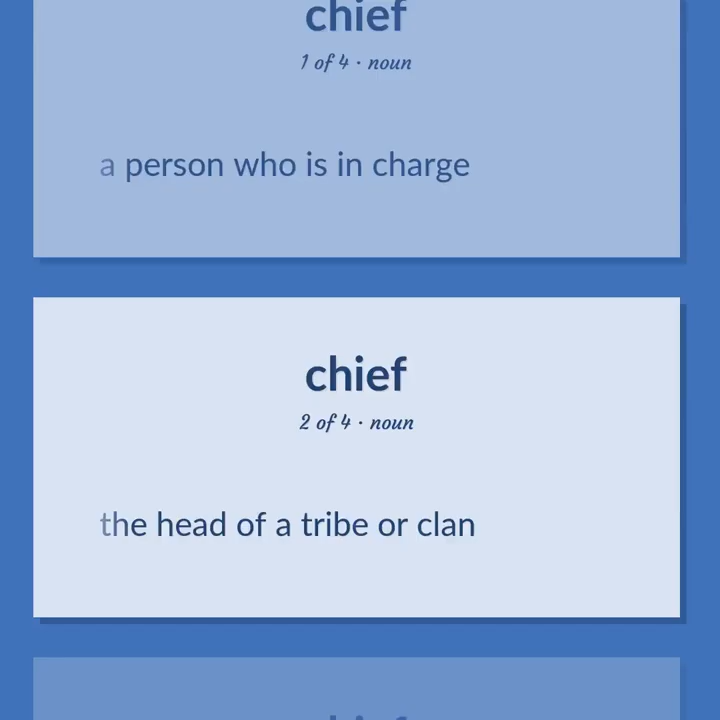 chief
1 of 4 · noun
a person who is in charge
chief
2 of 4 · noun
the head of a tribe or clan